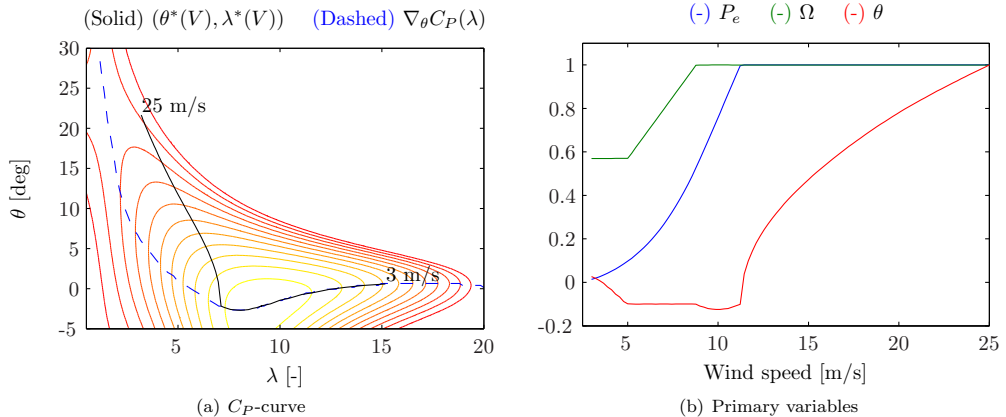 (Solid) (θ*(V), λ*(V)) (Dashed) ∇θCP(λ)
30
25
20
15
10
5
0
-5
25 m/s
3 m/s
θ [deg]
5 10 15 20
λ [-]
(a) CP-curve
(-) Pe (-) Ω (-) θ
1
0.8
0.6
0.4
0.2
0
-0.2
5 10 15 20 25
Wind speed [m/s]
(b) Primary variables